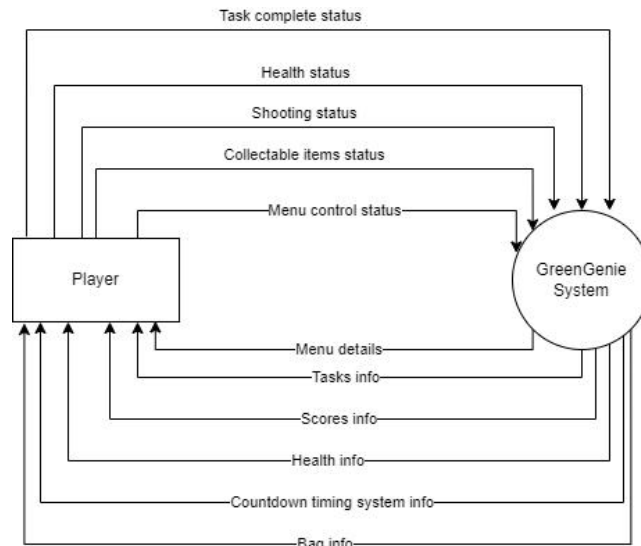 Task complete status
Health status
Shooting status
Collectable items status
Menu control status
Player
GreenGenie
System
Menu details
Tasks info
Scores info
Health info
Countdown timing system info
Bag info